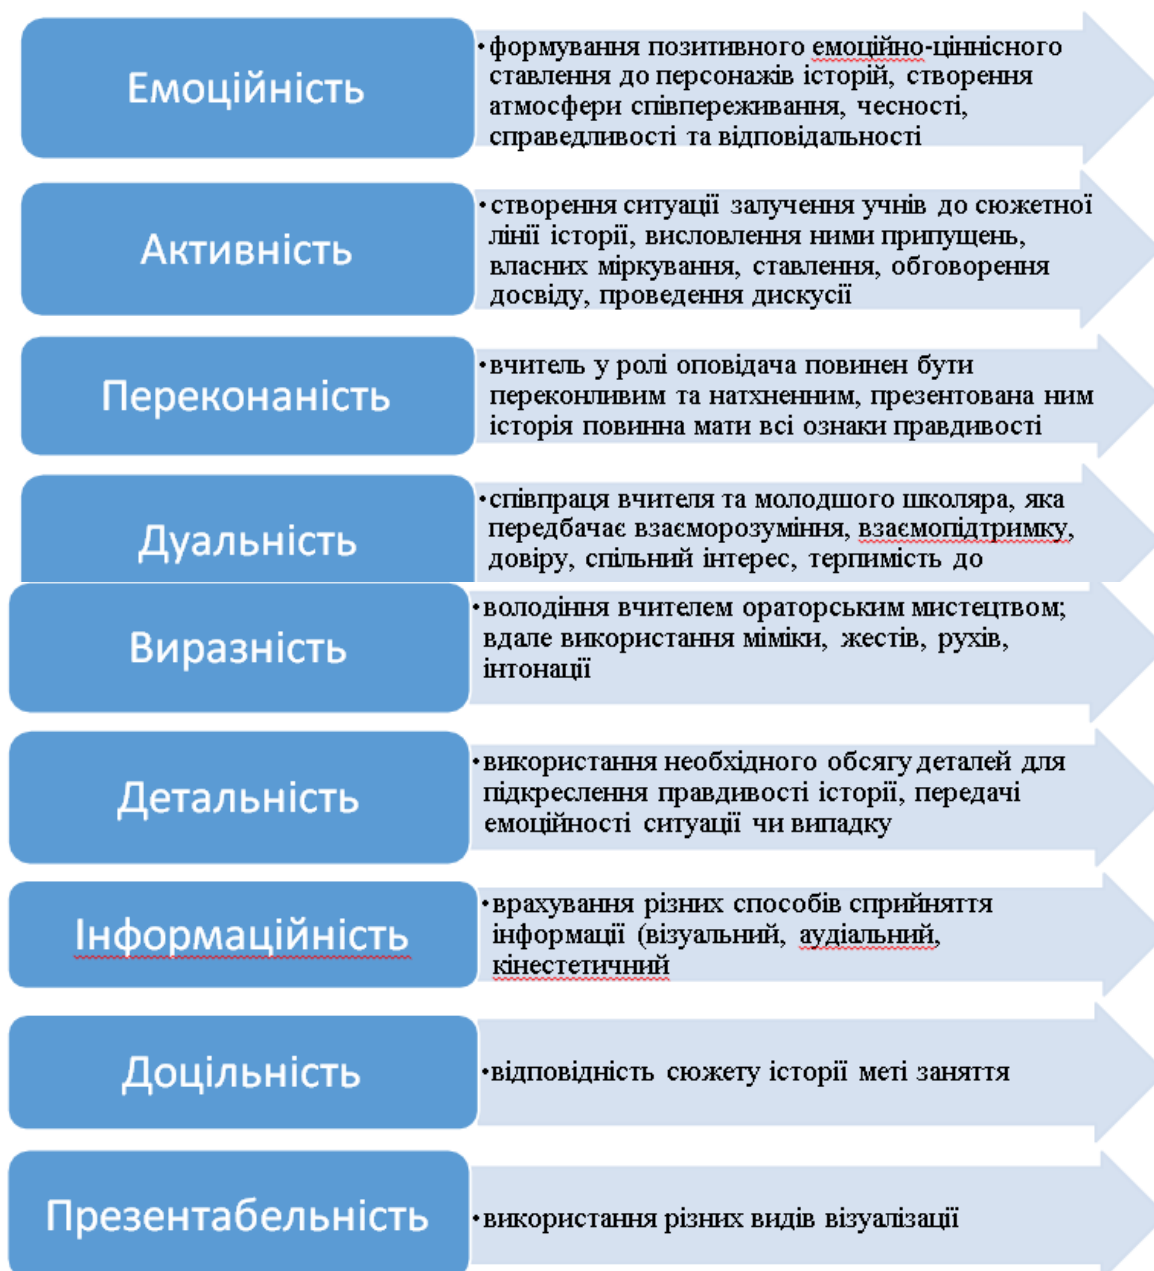 Емоційність
•формування позитивного емоційно-ціннісного
ставлення до персонажів історій, створення
атмосфери співпереживання, чесності,
справедливості та відповідальності
Активність
•створення ситуації залучення учнів до сюжетної
лінії історії, висловлення ними припущень,
власних міркування, ставлення, обговорення
досвіду, проведення дискусії
Переконаність
•вчитель у ролі оповідача повинен бути
переконливим та натхненним, презентована ним
історія повинна мати всі ознаки правдивості
Дуальність
•співпраця вчителя та молодшого школяра, яка
передбачає взаєморозуміння, взаємопідтримку,
довіру, спільний інтерес, терпимість до
Виразність
•володіння вчителем ораторським мистецтвом;
вдале використання міміки, жестів, рухів,
інтонації
Детальність
•використання необхідного обсягу деталей для
підкреслення правдивості історії, передачі
емоційності ситуації чи випадку
Інформаційність
•врахування різних способів сприйняття
інформації (візуальний, аудіальний,
кінестетичний
Доцільність
•відповідність сюжету історії меті заняття
Презентабельність
•використання різних видів візуалізації